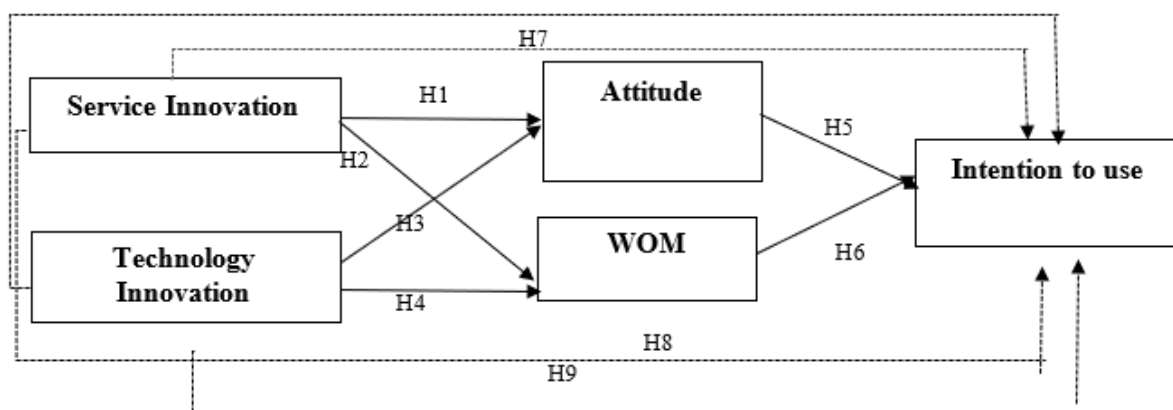 H7
Service Innovation
H1
Attitude
H2
H5
Intention to use
H3
Technology
Innovation
WOM
H4
H6
H8
H9